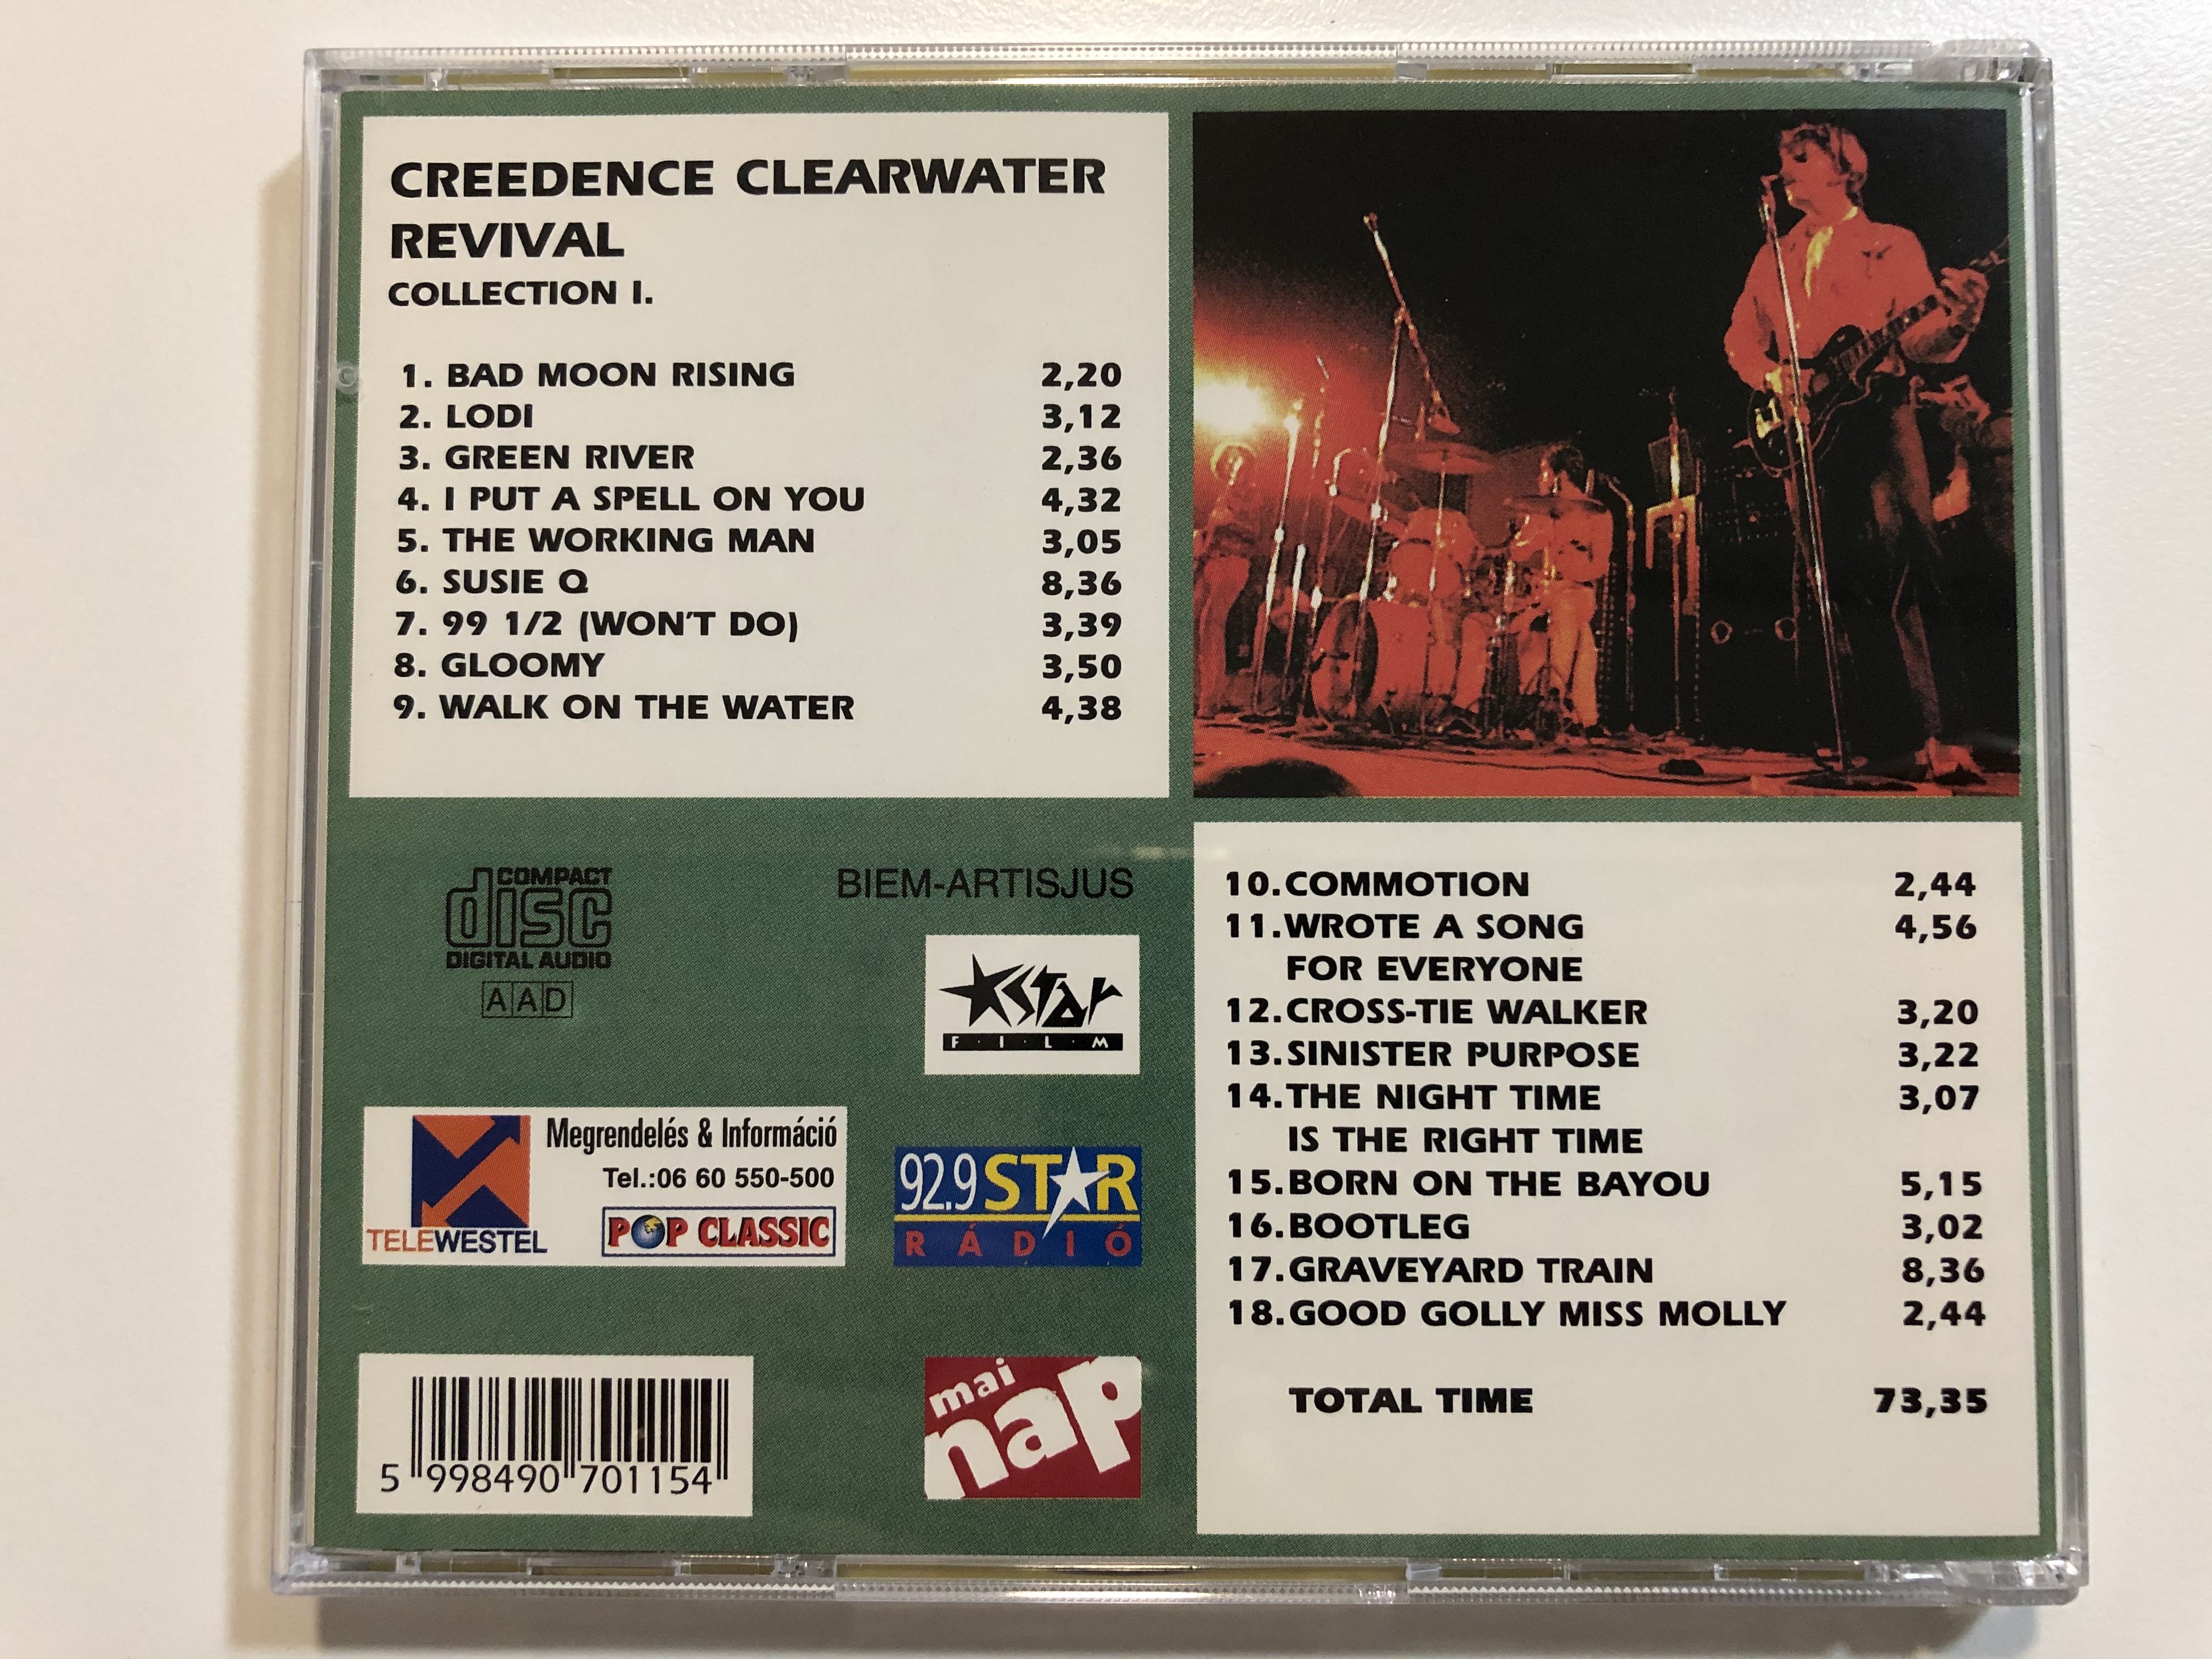 CREEDENCE CLEARWATER
REVIVAL
COLLECTION I.
1. BAD MOON RISING 2,20
2. LODI 3,12
3. GREEN RIVER 2,36
4. I PUT A SPELL ON YOU 4,32
5. THE WORKING MAN 3,05
6. SUSIE Q 8,36
7. 99 1/2 (WON'T DO) 3,39
8. GLOOMY 3,50
9. WALK ON THE WATER 4,38
COMPACT
disc
DIGITAL AUDIO
AAD
BIEM-ARTISJUS
Star
F·I·L·M
Megrendelés & Információ
Tel.:06 60 550-500
TELEWESTEL
POP CLASSIC
92.9 STAR
RÁDIÓ
5 998490 701154
mai
nap
10.COMMOTION 2,44
11.WROTE A SONG 4,56
FOR EVERYONE
12.CROSS-TIE WALKER 3,20
13.SINISTER PURPOSE 3,22
14.THE NIGHT TIME 3,07
IS THE RIGHT TIME
15.BORN ON THE BAYOU 5,15
16.BOOTLEG 3,02
17.GRAVEYARD TRAIN 8,36
18.GOOD GOLLY MISS MOLLY 2,44
TOTAL TIME 73,35